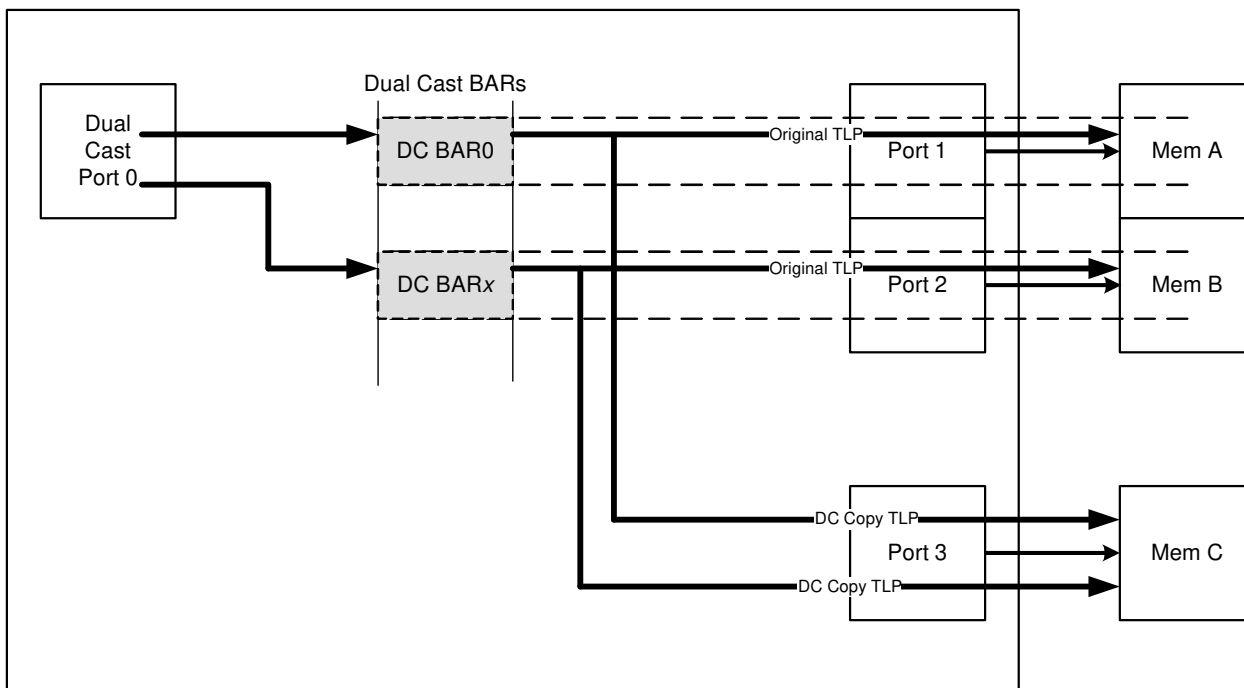 Dual Cast BARs
Dual
Cast
Port 0
DC BAR0
Original TLP
Port 1
Mem A
DC BARx
Original TLP
Port 2
Mem B
DC Copy TLP
Port 3
Mem C
DC Copy TLP